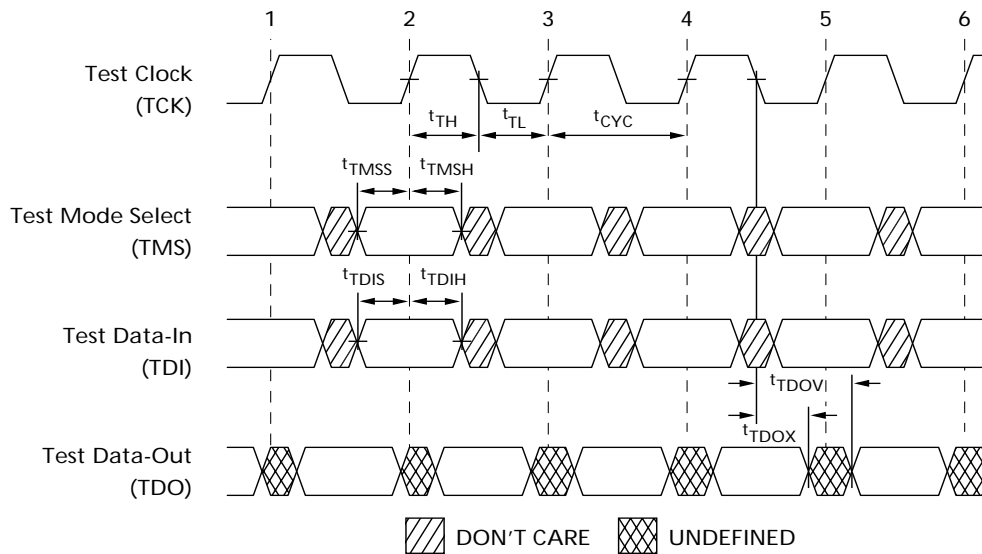 1 2 3 4 5 6
Test Clock
(TCK)
tTH tTL tCYC
tTMSS tTMSH
Test Mode Select
(TMS)
tTDIS tTDIH
Test Data-In
(TDI)
tTDOV
tTDOX
Test Data-Out
(TDO)
DON'T CARE UNDEFINED